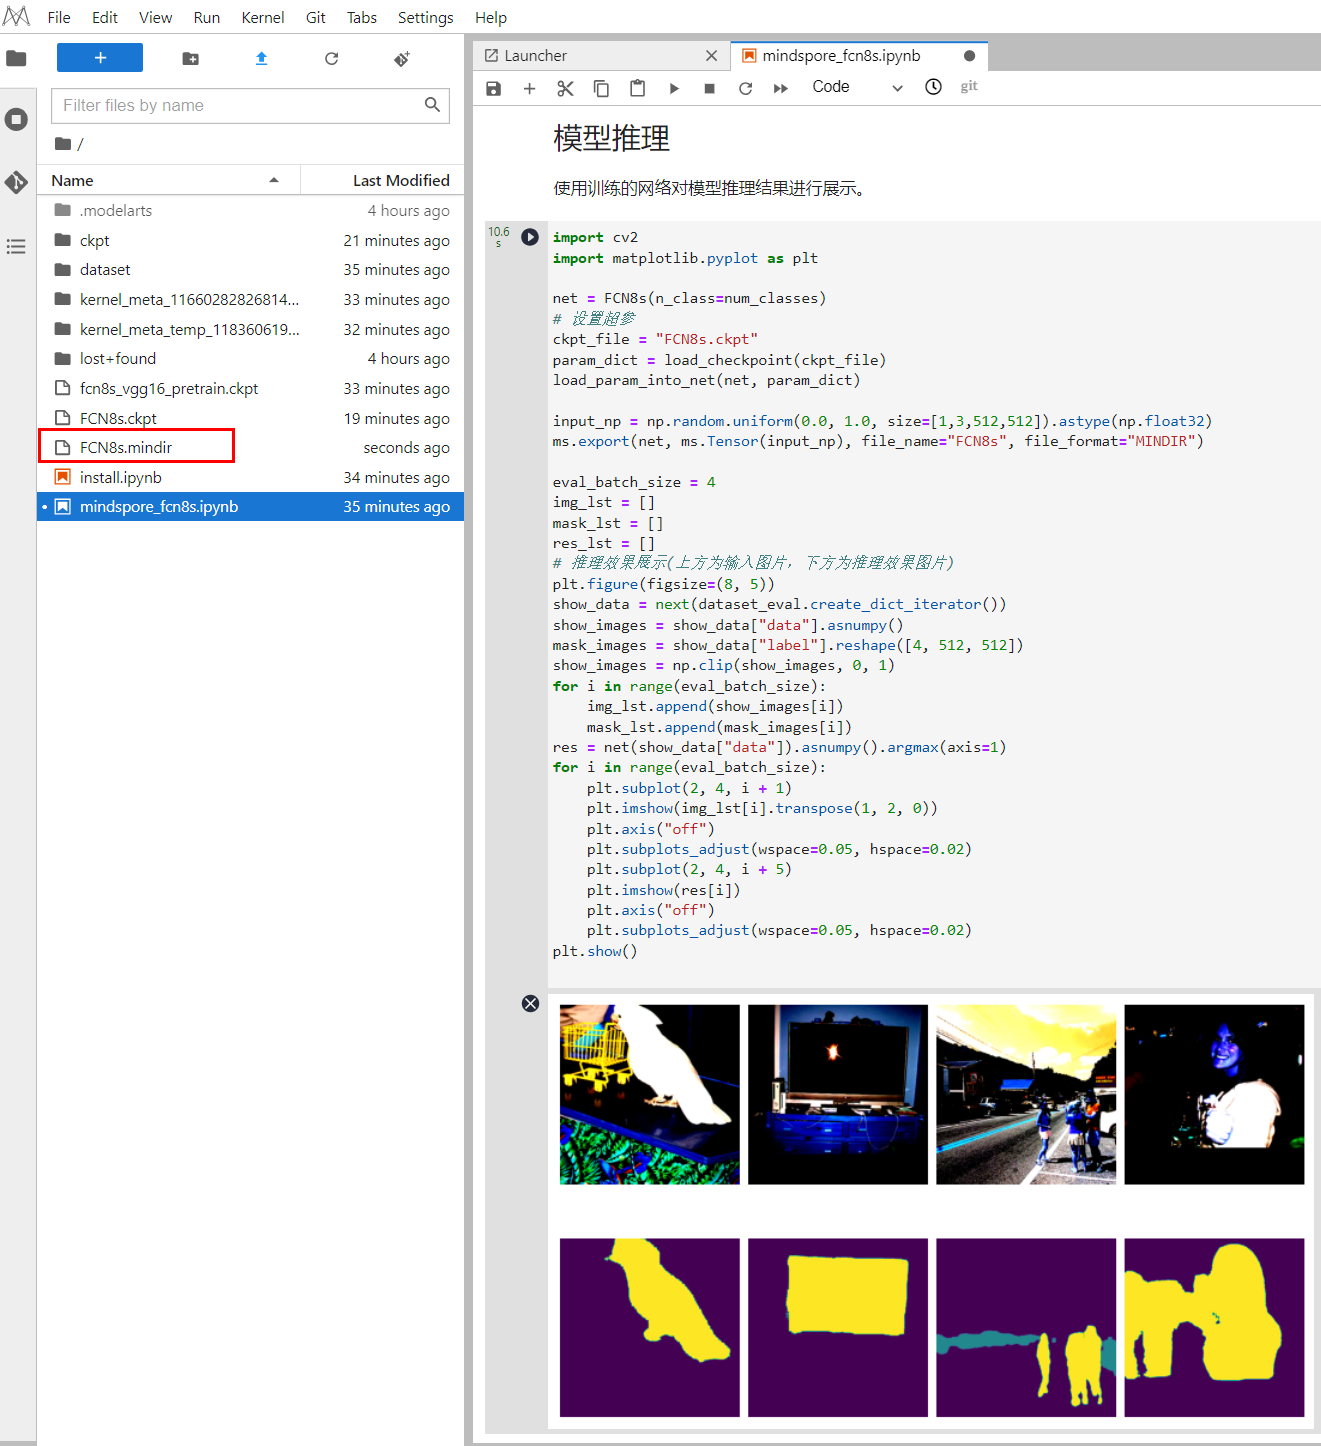 File Edit View Run Kernel Git Tabs Settings Help
+
Filter files by name
/
Name Last Modified
.modelarts 4 hours ago
ckpt 21 minutes ago
dataset 35 minutes ago
kernel_meta_11660282826814... 33 minutes ago
kernel_meta_temp_118360619... 32 minutes ago
lost+found 4 hours ago
fcn8s_vgg16_pretrain.ckpt 33 minutes ago
FCN8s.ckpt 19 minutes ago
FCN8s.mindir seconds ago
install.ipynb 34 minutes ago
mindspore_fcn8s.ipynb 35 minutes ago
Launcher mindspore_fcn8s.ipynb
Code git
模型推理
使用训练的网络对模型推理结果进行展示。
10.6
s
import cv2
import matplotlib.pyplot as plt
net = FCN8s(n_class=num_classes)
# 设置超参
ckpt_file = "FCN8s.ckpt"
param_dict = load_checkpoint(ckpt_file)
load_param_into_net(net, param_dict)
input_np = np.random.uniform(0.0, 1.0, size=[1,3,512,512]).astype(np.float32)
ms.export(net, ms.Tensor(input_np), file_name="FCN8s", file_format="MINDIR")
eval_batch_size = 4
img_lst = []
mask_lst = []
res_lst = []
# 推理效果展示(上方为输入图片，下方为推理效果图片)
plt.figure(figsize=(8, 5))
show_data = next(dataset_eval.create_dict_iterator())
show_images = show_data["data"].asnumpy()
mask_images = show_data["label"].reshape([4, 512, 512])
show_images = np.clip(show_images, 0, 1)
for i in range(eval_batch_size):
    img_lst.append(show_images[i])
    mask_lst.append(mask_images[i])
res = net(show_data["data"]).asnumpy().argmax(axis=1)
for i in range(eval_batch_size):
    plt.subplot(2, 4, i + 1)
    plt.imshow(img_lst[i].transpose(1, 2, 0))
    plt.axis("off")
    plt.subplots_adjust(wspace=0.05, hspace=0.02)
    plt.subplot(2, 4, i + 5)
    plt.imshow(res[i])
    plt.axis("off")
    plt.subplots_adjust(wspace=0.05, hspace=0.02)
plt.show()